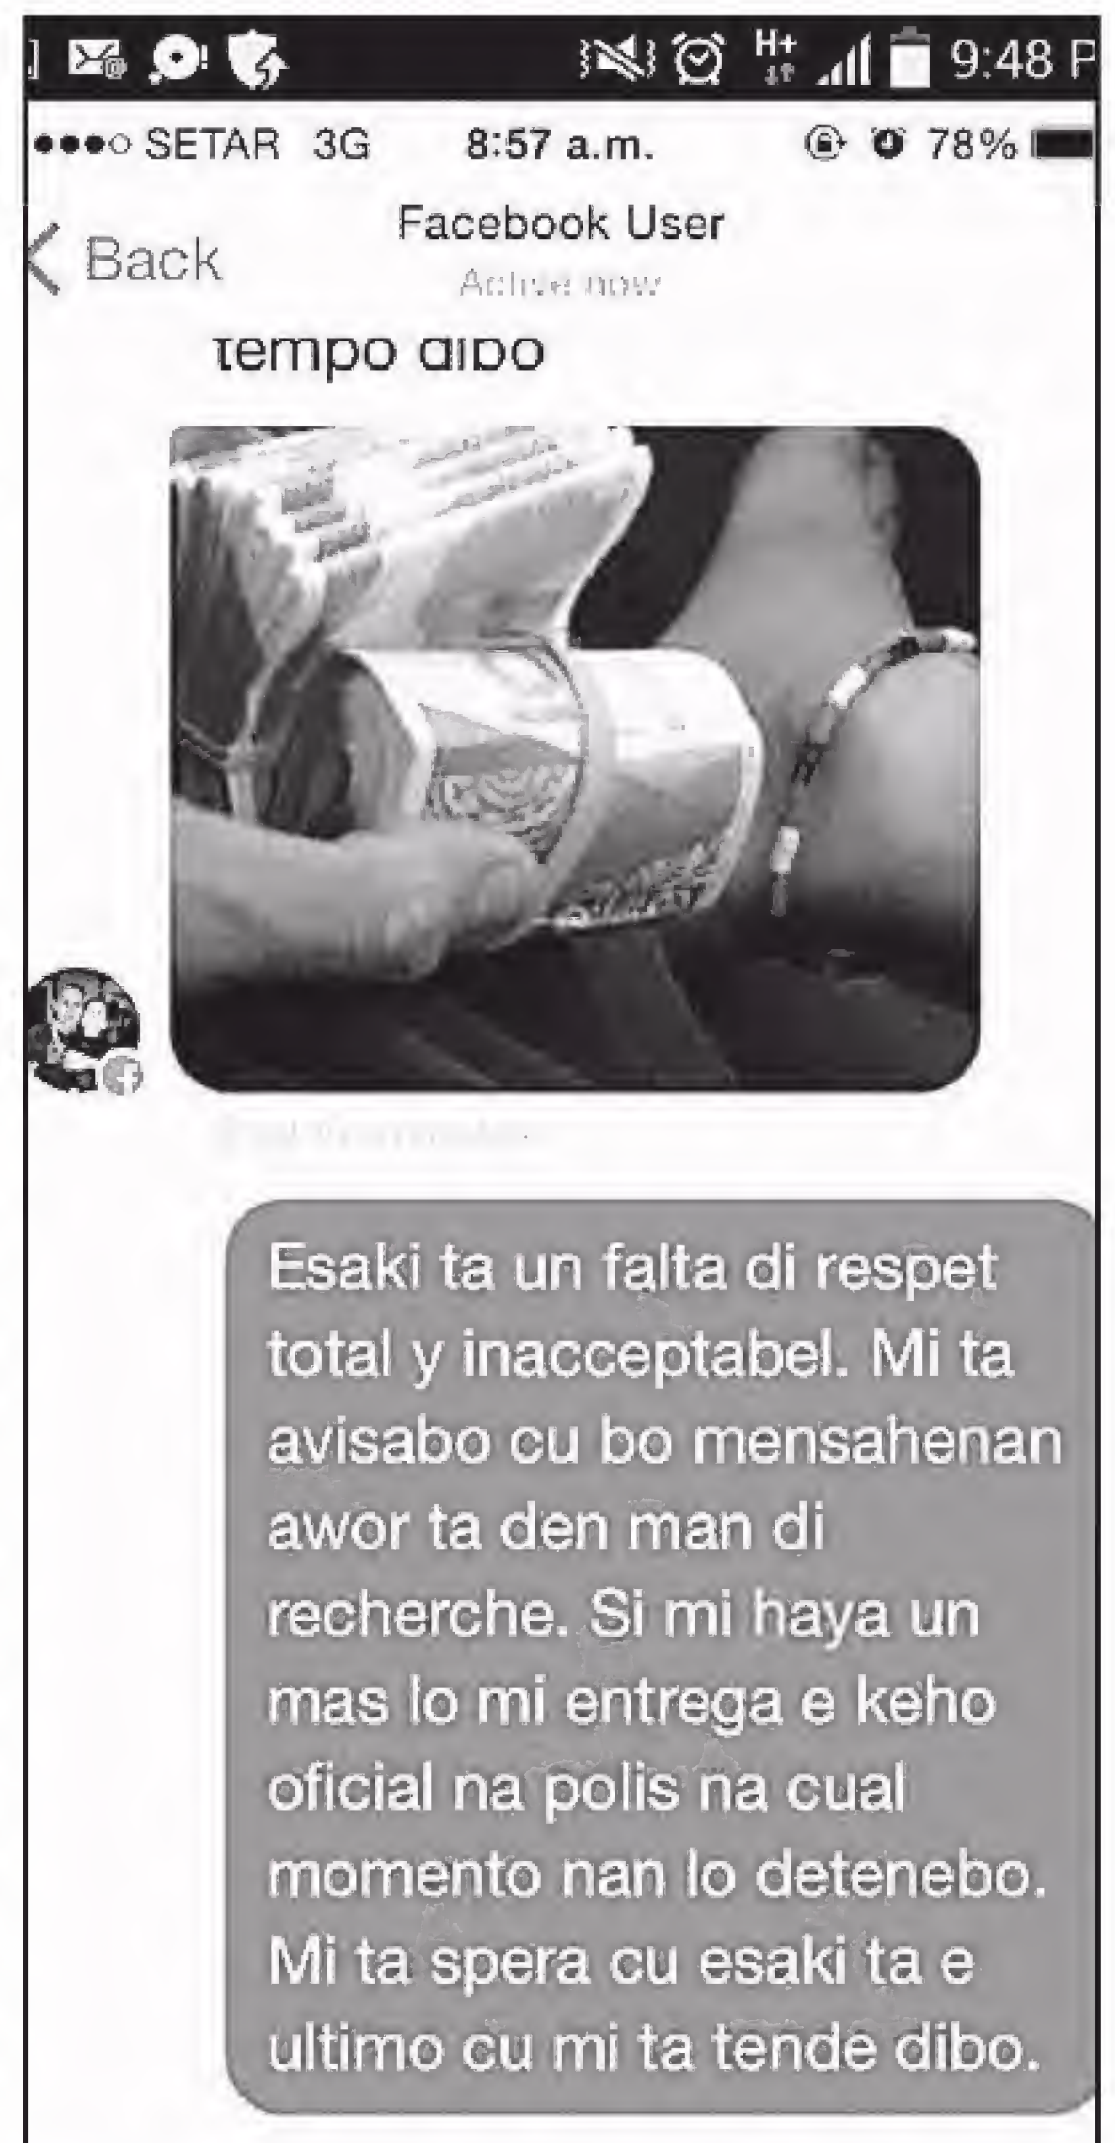 H+
9:48 P
SETAR 3G 8:57 a.m. 78%
Facebook User
Back
Active now
tempo dibo
Esaki ta un falta di respet
total y inacceptabel. Mi ta
avisabo cu bo mensahenan
awor ta den man di
recherche. Si mi haya un
mas lo mi entrega e keho
oficial na polis na cual
momento nan lo detenebo.
Mi ta spera cu esaki ta e
ultimo cu mi ta tende dibo.